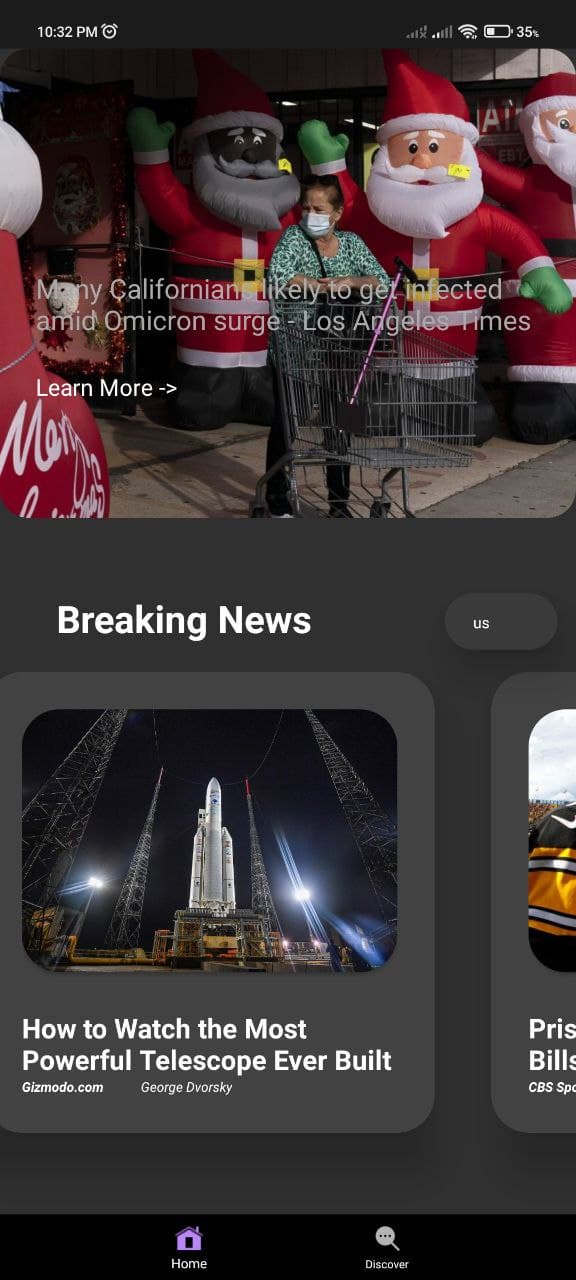 10:32 PM
35%
Many Californians likely to get infected
amid Omicron surge - Los Angeles Times
Learn More ->
Merry
Breaking News
us
How to Watch the Most
Powerful Telescope Ever Built
Gizmodo.com George Dvorsky
Pris
Bills
CBS Spo
Home
Discover